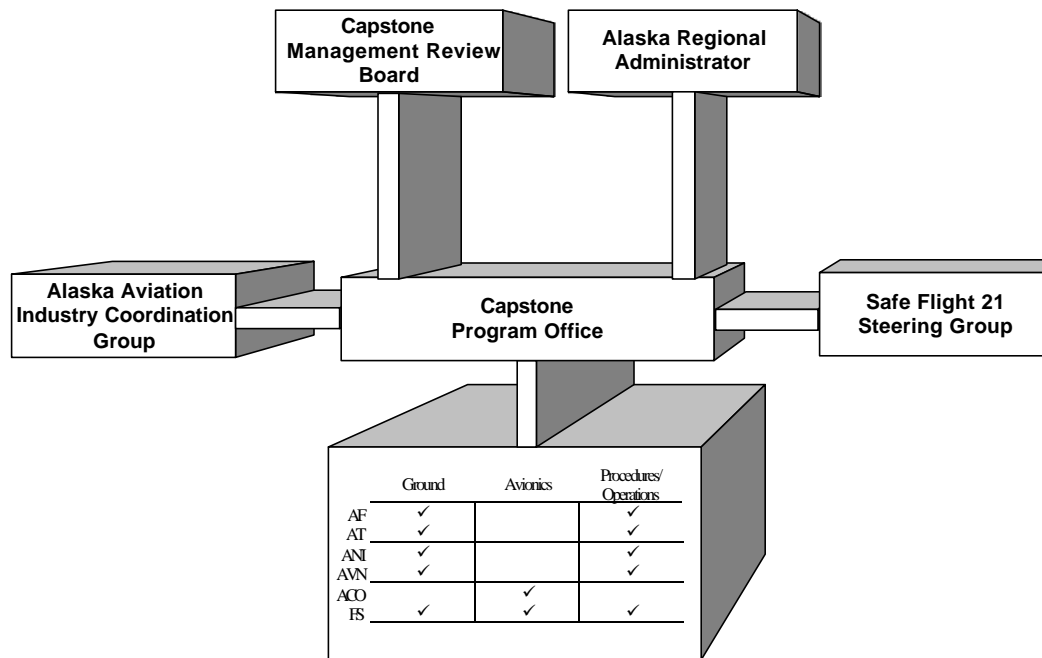 Capstone
Management Review
Board
Alaska Regional
Administrator
Alaska Aviation
Industry Coordination
Group
Capstone
Program Office
Safe Flight 21
Steering Group
Ground Avionics Procedures/
Operations
AF ✓ ✓
AT ✓ ✓
ANI ✓ ✓
AVN ✓ ✓
ACO ✓
FS ✓ ✓ ✓